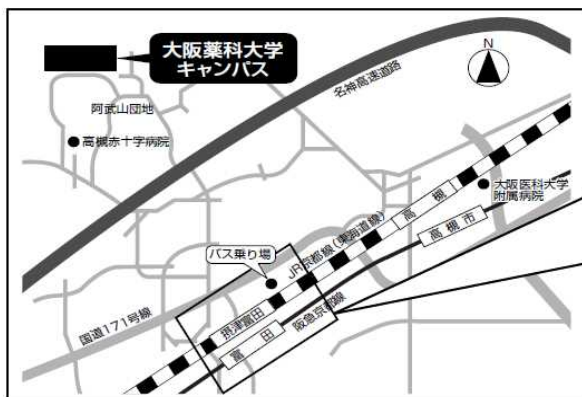 大阪薬科大学
キャンパス
N
名神高速道路
阿武山団地
高槻赤十字病院
大阪医科大学
附属病院
高槻
高槻市
バス乗り場
JR京都線(東海道線)
摂津富田
阪急京都線
富田
国道171号線